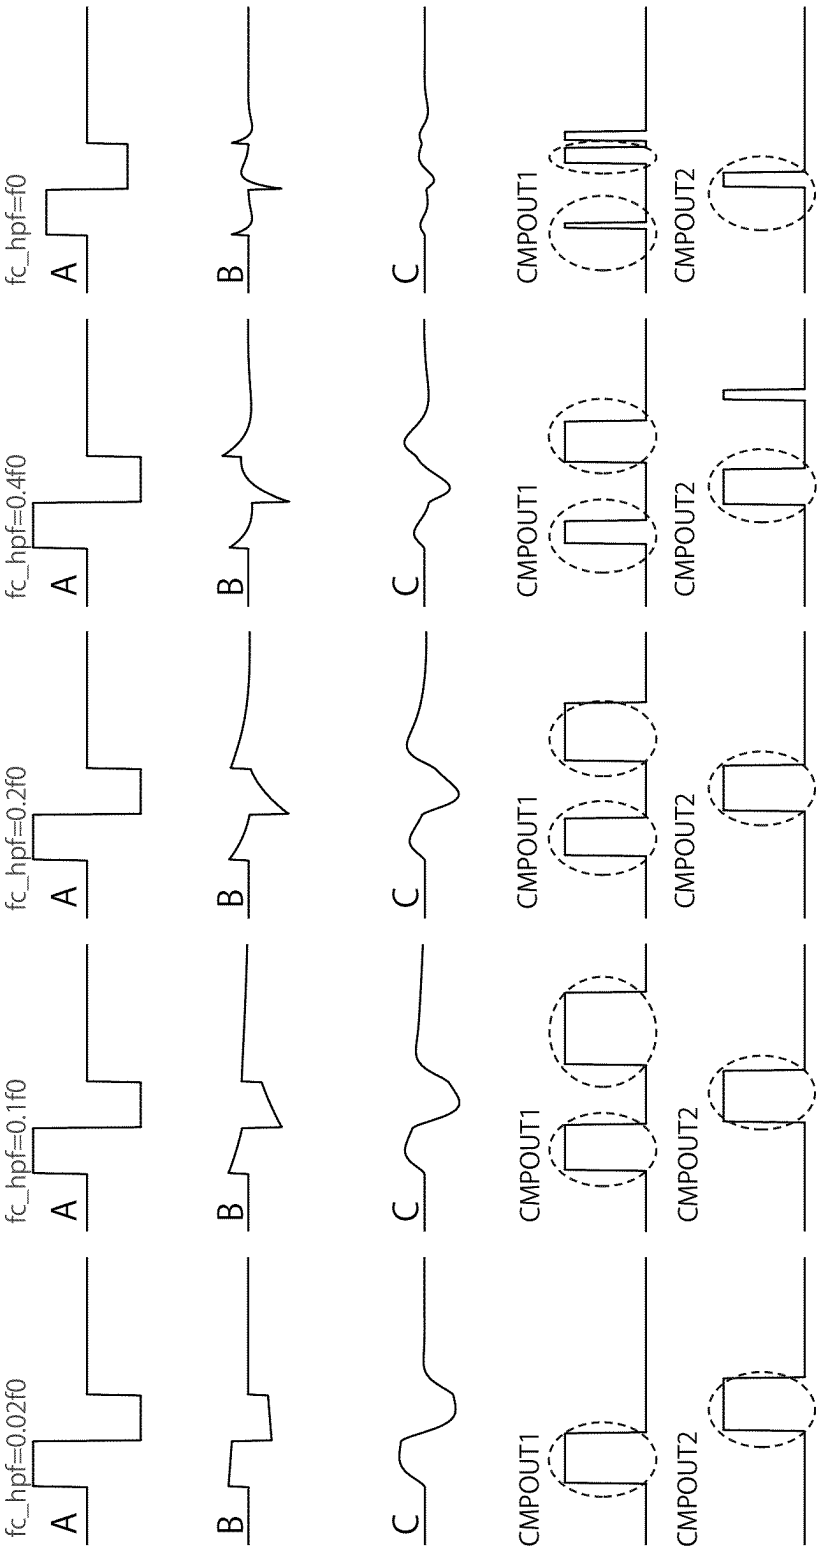 fc_hpf=0.02f0
A
B
C
CMPOUT1
CMPOUT2
fc_hpf=0.1f0
A
B
C
CMPOUT1
CMPOUT2
fc_hpf=0.2f0
A
B
C
CMPOUT1
CMPOUT2
fc_hpf=0.4f0
A
B
C
CMPOUT1
CMPOUT2
fc_hpf=f0
A
B
C
CMPOUT1
CMPOUT2